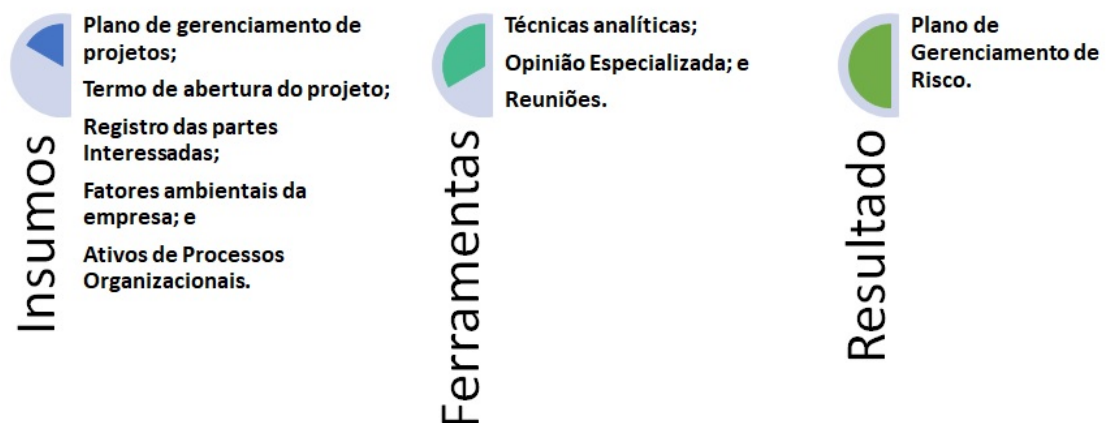 Insumos
Plano de gerenciamento de
projetos;
Termo de abertura do projeto;
Registro das partes
Interessadas;
Fatores ambientais da
empresa; e
Ativos de Processos
Organizacionais.
Ferramentas
Técnicas analíticas;
Opinião Especializada; e
Reuniões.
Resultado
Plano de
Gerenciamento de
Risco.